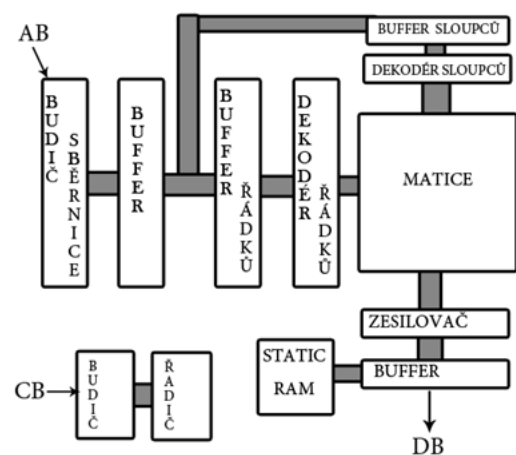 AB
BUFFER SLOUPCŮ
DEKODÉR SLOUPCŮ
BUDIČ
SBĚRNICE
BUFFER
BUFFER
ŘÁDKŮ
DEKODÉR
ŘÁDKŮ
MATICE
ZESILOVAČ
STATIC
RAM
BUFFER
CB
BUDIČ
ŘADIČ
DB